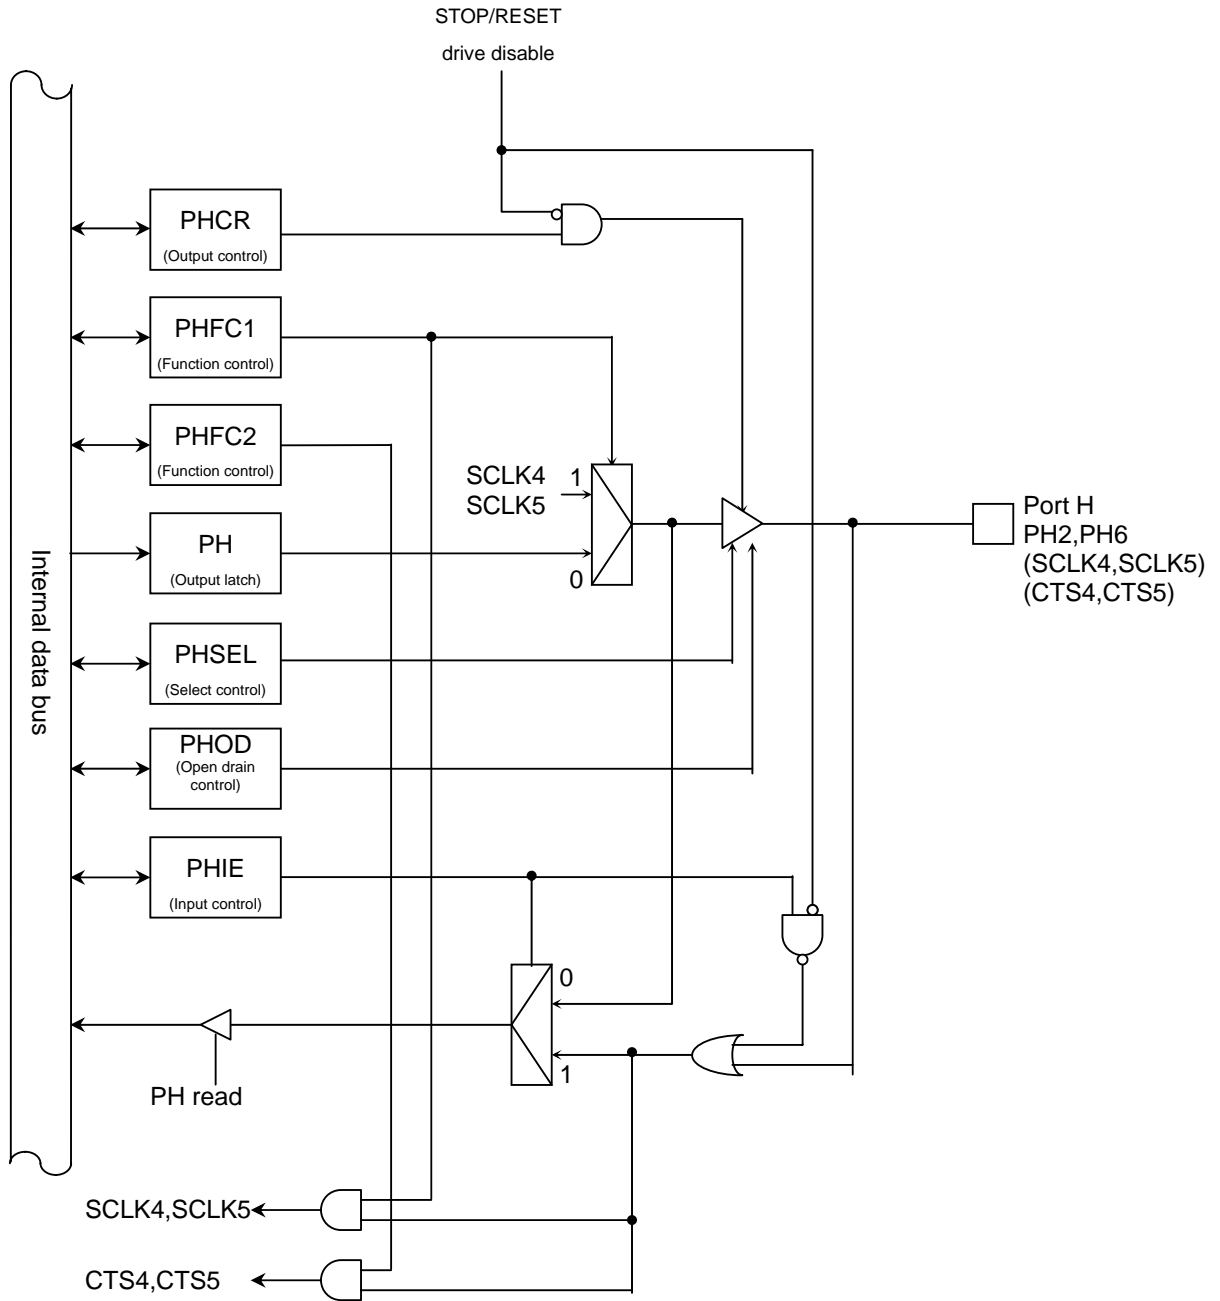 STOP/RESET
drive disable
PHCR
(Output control)
PHFC1
(Function control)
PHFC2
(Function control)
SCLK4
SCLK5
1
0
Port H
PH2,PH6
(SCLK4,SCLK5)
(CTS4,CTS5)
PH
(Output latch)
Internal data bus
PHSEL
(Select control)
PHOD
(Open drain
control)
PHIE
(Input control)
0
1
PH read
SCLK4,SCLK5
CTS4,CTS5